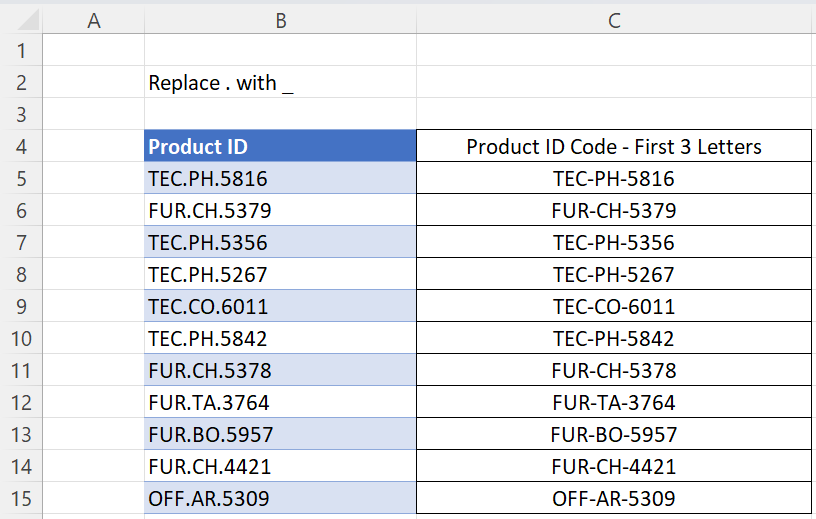 A B C
1
2 Replace . with _
3
4 Product ID Product ID Code - First 3 Letters
5 TEC.PH.5816 TEC-PH-5816
6 FUR.CH.5379 FUR-CH-5379
7 TEC.PH.5356 TEC-PH-5356
8 TEC.PH.5267 TEC-PH-5267
9 TEC.CO.6011 TEC-CO-6011
10 TEC.PH.5842 TEC-PH-5842
11 FUR.CH.5378 FUR-CH-5378
12 FUR.TA.3764 FUR-TA-3764
13 FUR.BO.5957 FUR-BO-5957
14 FUR.CH.4421 FUR-CH-4421
15 OFF.AR.5309 OFF-AR-5309